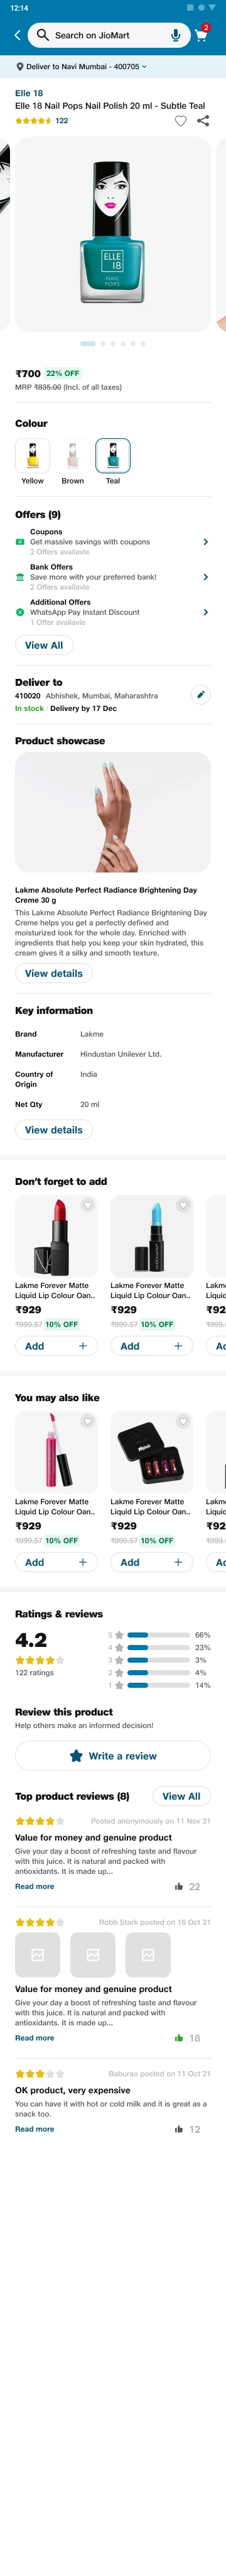 12:14
Search on JioMart
2
Deliver to Navi Mumbai - 400705
Elle 18
Elle 18 Nail Pops Nail Polish 20 ml - Subtle Teal
122
ELLE
18
NAIL
POPS
₹700 22% OFF
MRP ₹835.00 (Incl. of all taxes)
Colour
Yellow Brown Teal
Offers (9)
Coupons
Get massive savings with coupons
2 Offers availavle
Bank Offers
Save more with your preferred bank!
2 Offers availavle
Additional Offers
WhatsApp Pay Instant Discount
1 Offer availavle
View All
Deliver to
410020 Abhishek, Mumbai, Maharashtra
In stock Delivery by 17 Dec
Product showcase
Lakme Absolute Perfect Radiance Brightening Day
Creme 30 g
This Lakme Absolute Perfect Radiance Brightening Day
Creme helps you get a perfectly defined and
moisturized look for the whole day. Enriched with
ingredients that help you keep your skin hydrated, this
cream gives it a silky and smooth texture.
View details
Key information
Brand Lakme
Manufacturer Hindustan Unilever Ltd.
Country of
Origin
India
Net Qty 20 ml
View details
Don't forget to add
Lakme Forever Matte
Liquid Lip Colour Oan..
₹929
₹999.57 10% OFF
Add
Lakme Forever Matte
Liquid Lip Colour Oan..
₹929
₹999.57 10% OFF
Add
You may also like
Lakme Forever Matte
Liquid Lip Colour Oan..
₹929
₹999.57 10% OFF
Add
Lakme Forever Matte
Liquid Lip Colour Oan..
₹929
₹999.57 10% OFF
Add
Ratings & reviews
4.2
122 ratings
5 66%
4 23%
3 3%
2 4%
1 14%
Review this product
Help others make an informed decision!
Write a review
Top product reviews (8)
View All
Posted anonymously on 11 Nov 21
Value for money and genuine product
Give your day a boost of refreshing taste and flavour
with this juice. It is natural and packed with
antioxidants. It is made up...
Read more
22
Robb Stark posted on 16 Oct 21
Value for money and genuine product
Give your day a boost of refreshing taste and flavour
with this juice. It is natural and packed with
antioxidants. It is made up...
Read more
18
Baburao posted on 11 Oct 21
OK product, very expensive
You can have it with hot or cold milk and it is great as a
snack too.
Read more
12